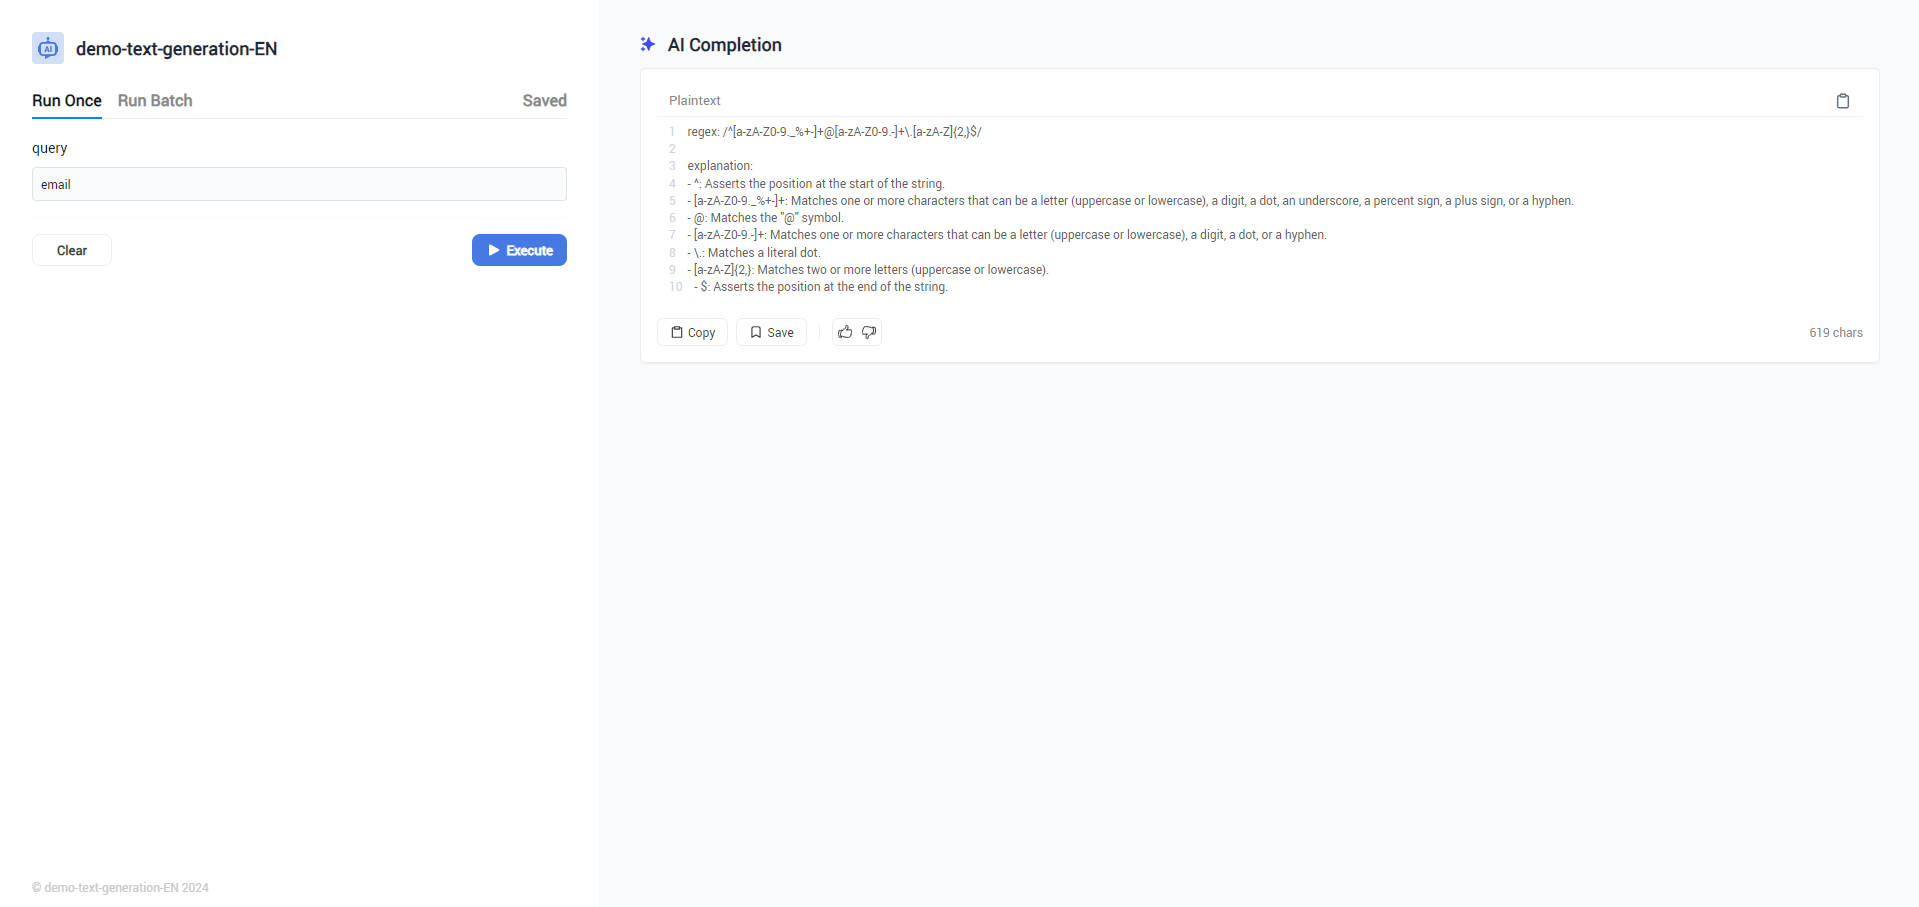 demo-text-generation-EN
Run Once Run Batch Saved
query
email
Clear Execute
© demo-text-generation-EN 2024
AI Completion
Plaintext
1 regex: /^[a-zA-Z0-9._%+-]+@[a-zA-Z0-9.-]+\.[a-zA-Z]{2,}$/
2
3 explanation:
4 - ^: Asserts the position at the start of the string.
5 - [a-zA-Z0-9._%+-]+: Matches one or more characters that can be a letter (uppercase or lowercase), a digit, a dot, an underscore, a percent sign, a plus sign, or a hyphen.
6 - @: Matches the "@" symbol.
7 - [a-zA-Z0-9.-]+: Matches one or more characters that can be a letter (uppercase or lowercase), a digit, a dot, or a hyphen.
8 - \.: Matches a literal dot.
9 - [a-zA-Z]{2,}: Matches two or more letters (uppercase or lowercase).
10 - $: Asserts the position at the end of the string.
Copy Save 619 chars